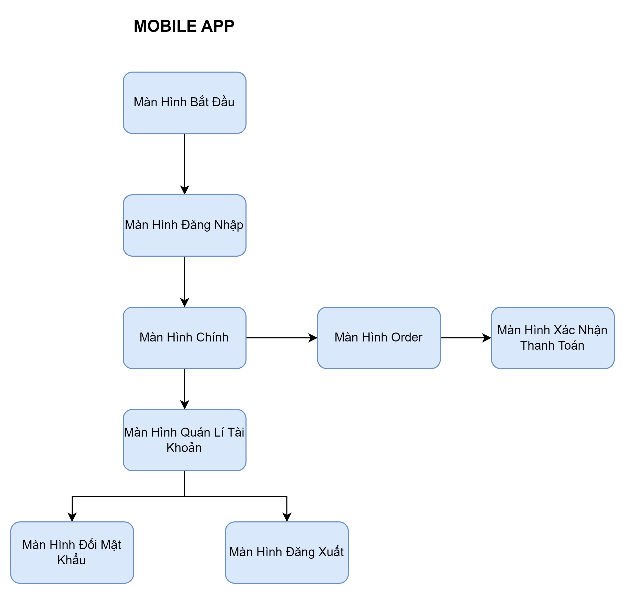 MOBILE APP
Màn Hình Bắt Đầu
Màn Hình Đăng Nhập
Màn Hình Chính
Màn Hình Order
Màn Hình Xác Nhận
Thanh Toán
Màn Hình Quản Lí Tài
Khoản
Màn Hình Đổi Mật
Khẩu
Màn Hình Đăng Xuất